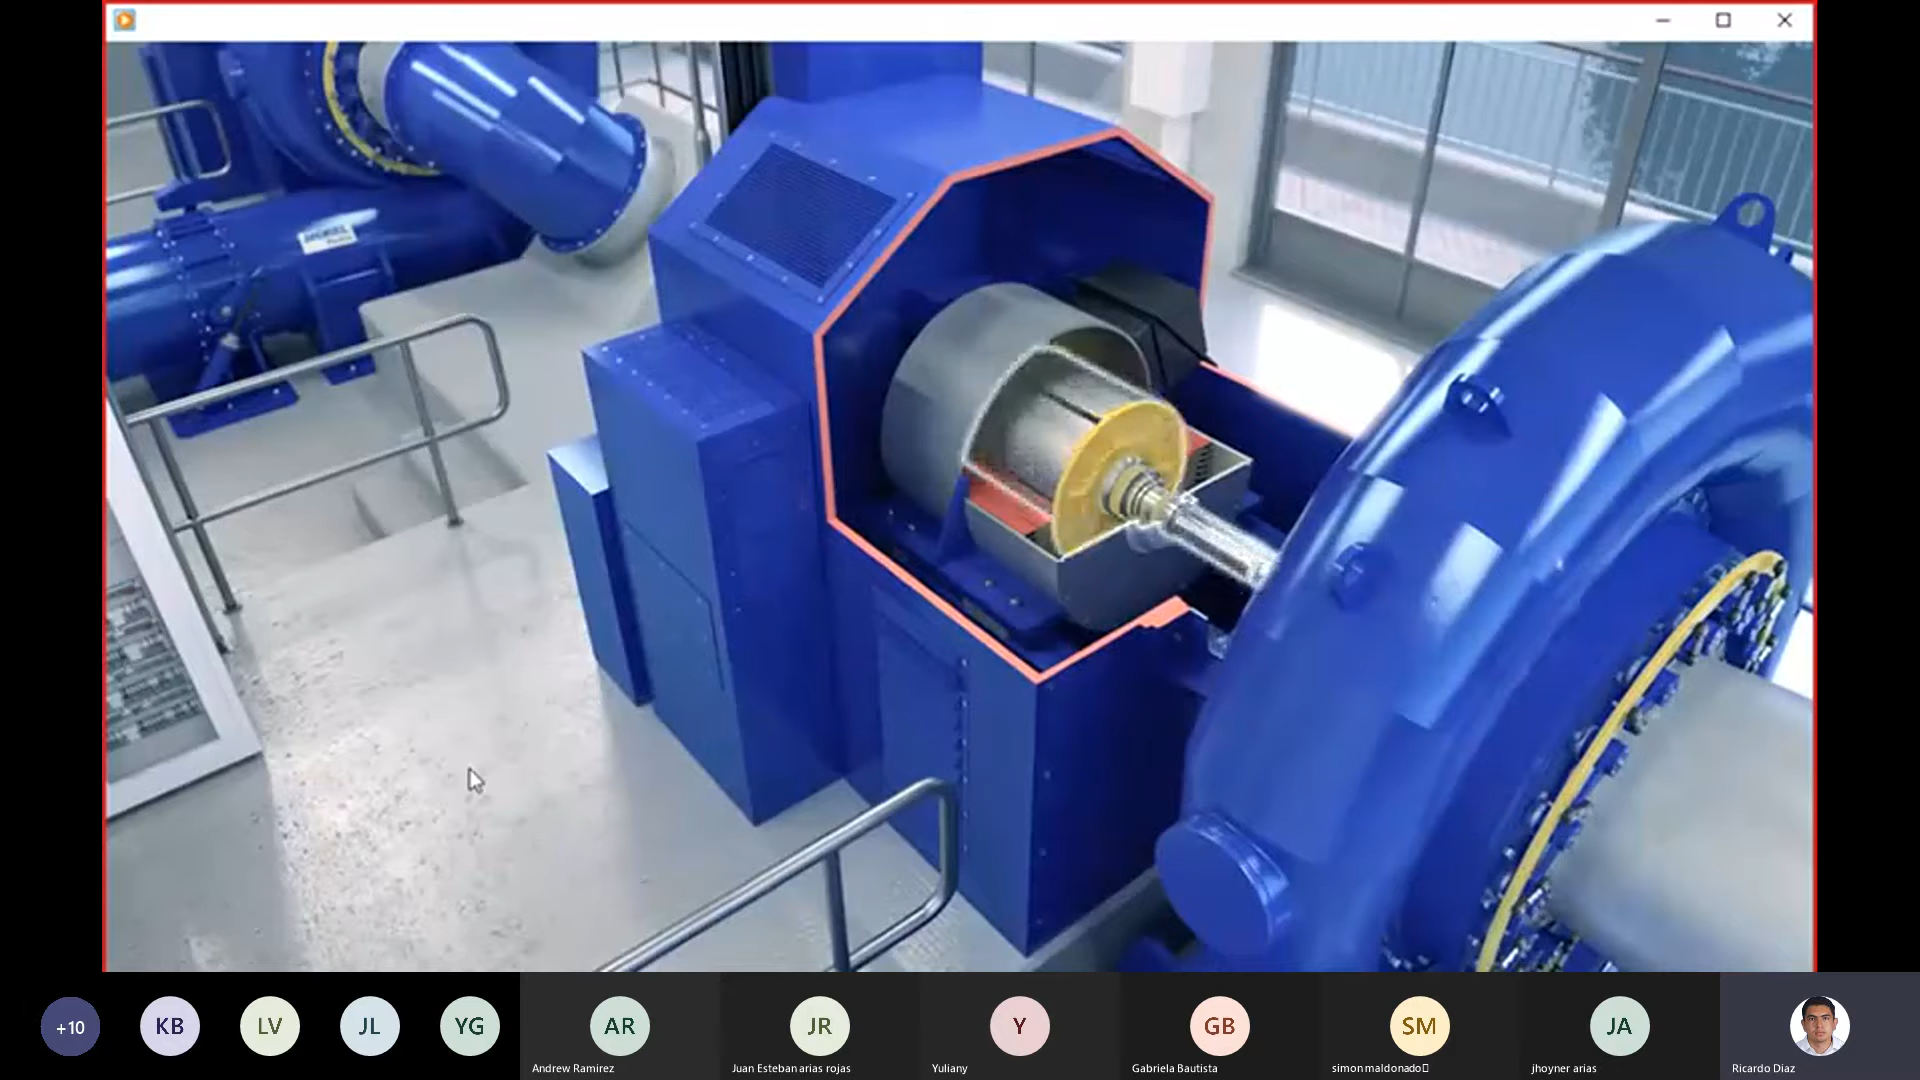 +10
KB
LV
JL
YG
AR
JR
Y
GB
SM
JA
Andrew Ramirez
Juan Esteban arias rojas
Yuliany
Gabriela Bautista
simon maldonado
jhoyner arias
Ricardo Diaz